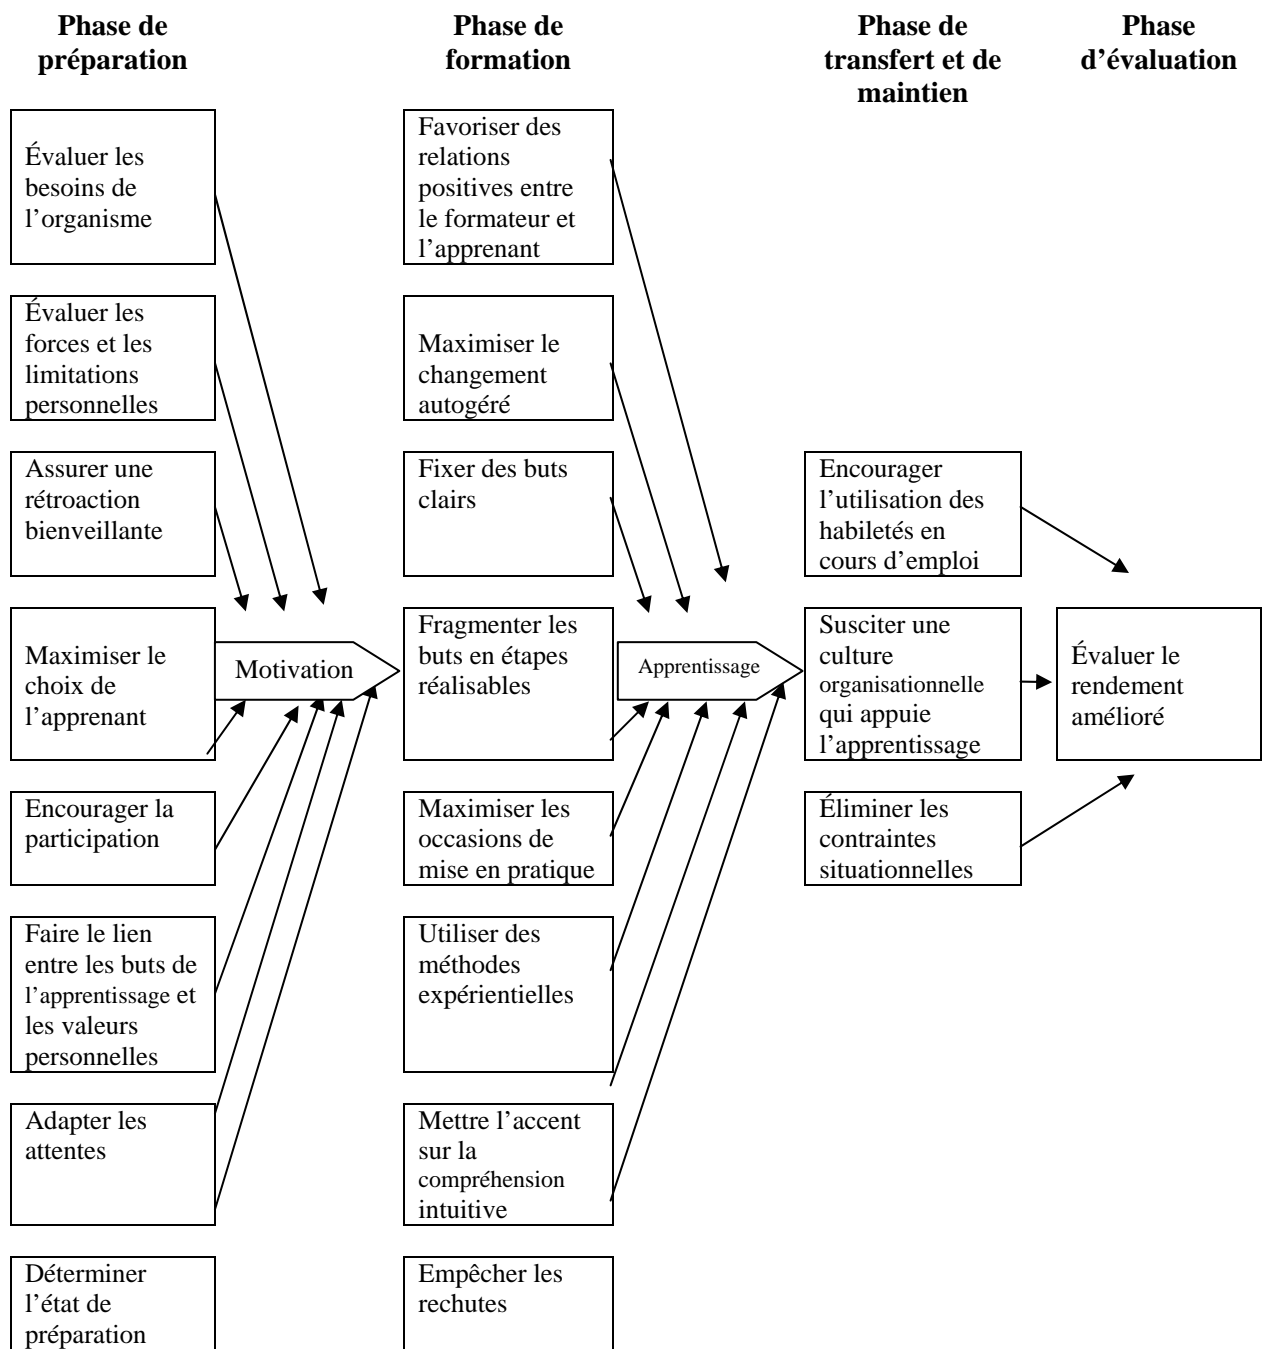 Phase de
préparation
Phase de
formation
Phase de
transfert et de
maintien
Phase
d’évaluation
Évaluer les
besoins de
l’organisme
Évaluer les
forces et les
limitations
personnelles
Assurer une
rétroaction
bienveillante
Maximiser le
choix de
l’apprenant
Encourager la
participation
Faire le lien
entre les buts de
l’apprentissage et
les valeurs
personnelles
Adapter les
attentes
Déterminer
l’état de
préparation
Motivation
Favoriser des
relations
positives entre
le formateur et
l’apprenant
Maximiser le
changement
autogéré
Fixer des buts
clairs
Fragmenter les
buts en étapes
réalisables
Maximiser les
occasions de
mise en pratique
Utiliser des
méthodes
expérientielles
Mettre l’accent
sur la
compréhension
intuitive
Empêcher les
rechutes
Apprentissage
Encourager
l’utilisation des
habiletés en
cours d’emploi
Susciter une
culture
organisationnelle
qui appuie
l’apprentissage
Éliminer les
contraintes
situationnelles
Évaluer le
rendement
amélioré